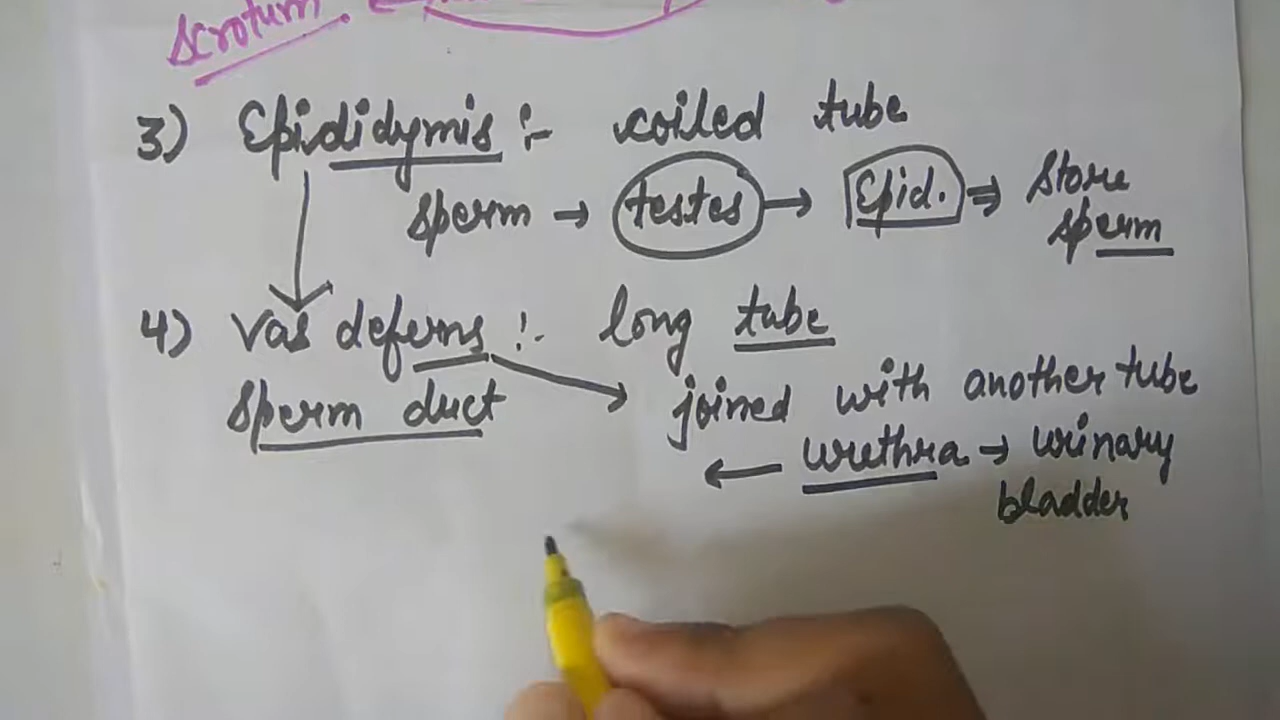 Scrotum.
3) Epididymis :- coiled tube
sperm → testes → Epid. ⇒ store
sperm
4) Vas deferns :- long tube
sperm duct
joined with another tube
← urethra → urinary
bladder